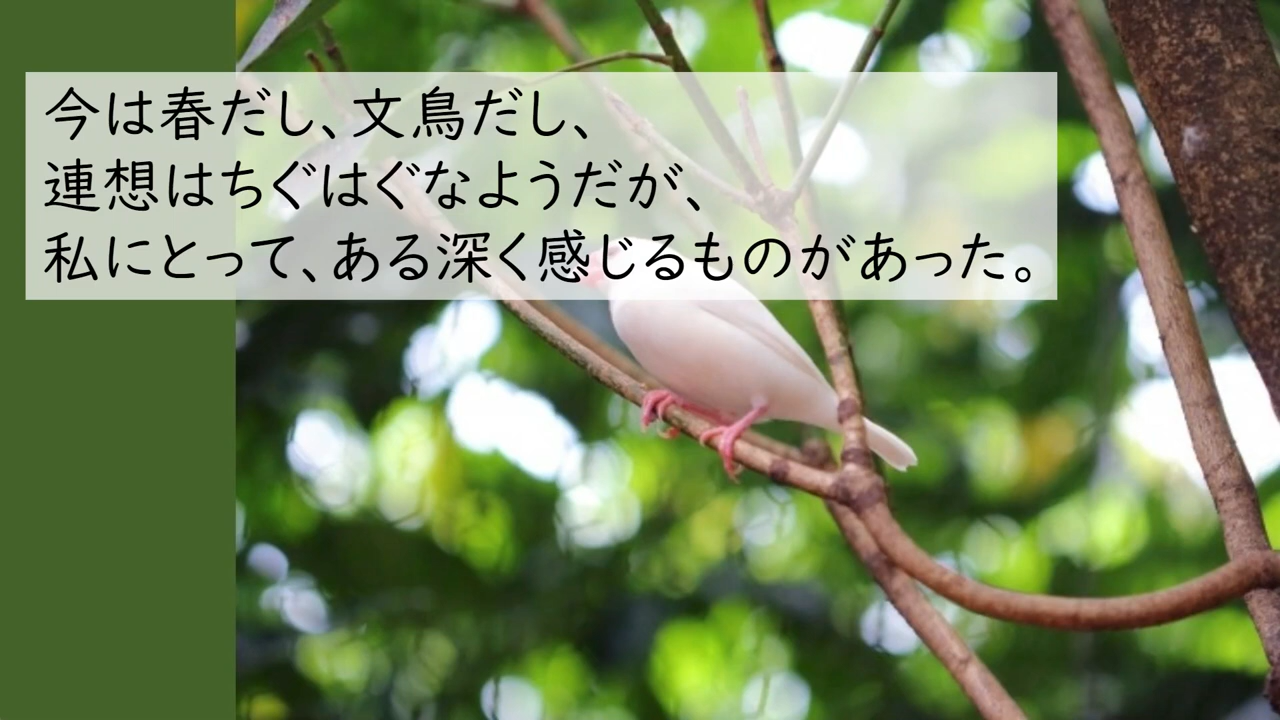 今は春だし、文鳥だし、
連想はちぐはぐなようだが、
私にとって、ある深く感じるものがあった。